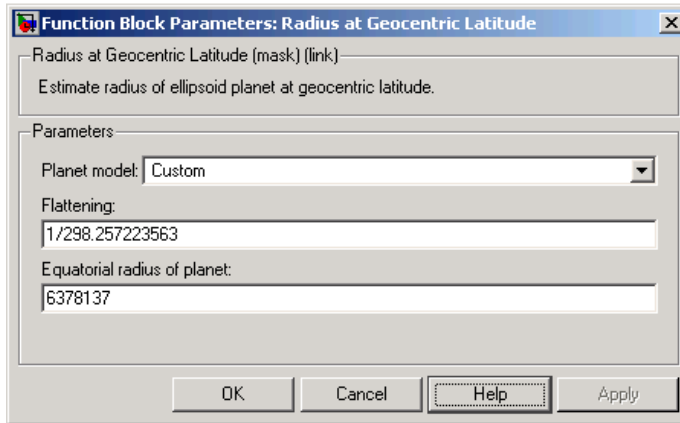 Function Block Parameters: Radius at Geocentric Latitude
Radius at Geocentric Latitude (mask) (link)
Estimate radius of ellipsoid planet at geocentric latitude.
Parameters
Planet model: Custom
Flattening:
1/298.257223563
Equatorial radius of planet:
6378137
OK Cancel Help Apply